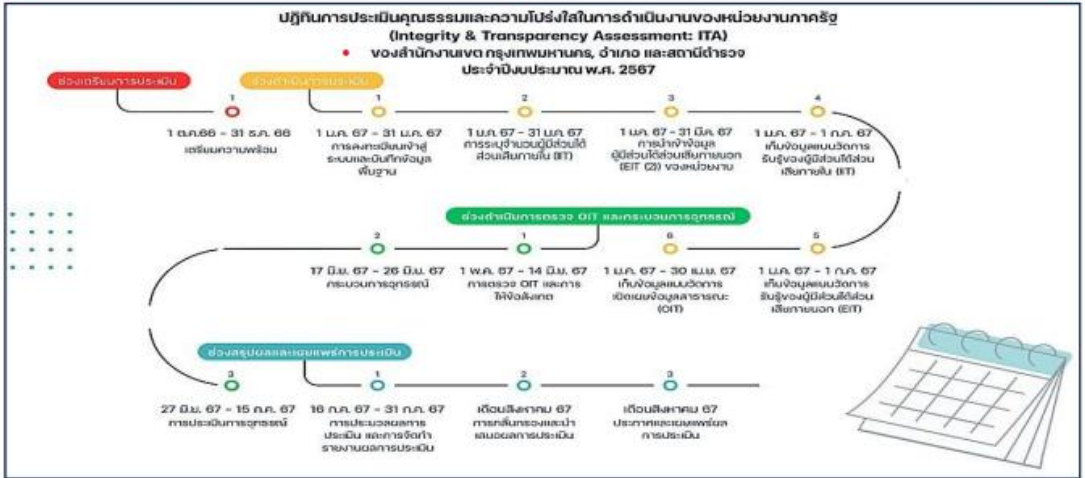 ปฏิทินการประเมินคุณธรรมและความโปร่งใสในการดำเนินงานของหน่วยงานภาครัฐ
(Integrity & Transparency Assessment: ITA)
• ของสำนักงานเขต กรุงเทพมหานคร, อำเภอ และสถานีตำรวจ
ประจำปีงบประมาณ พ.ศ. 2567
ช่วงเตรียมการประเมิน
1
1 ต.ค.66 - 31 ธ.ค. 66
เตรียมความพร้อม
ช่วงดำเนินการประเมิน
1
1 ม.ค. 67 - 31 ม.ค. 67
การลงทะเบียนเข้าสู่
ระบบและบันทึกข้อมูล
พื้นฐาน
2
1 ม.ค. 67 - 31 ม.ค. 67
การระบุจำนวนผู้มีส่วนได้
ส่วนเสียภายใน (IIT)
3
1 ม.ค. 67 - 31 มี.ค. 67
การนำเข้าข้อมูล
ผู้มีส่วนได้ส่วนเสียภายนอก
(EIT (2)) ของหน่วยงาน
4
1 ม.ค. 67 - 1 ก.ค. 67
เก็บข้อมูลแบบวัดการ
รับรู้ของผู้มีส่วนได้ส่วน
เสียภายใน (IIT)
5
1 ม.ค. 67 - 1 ก.ค. 67
เก็บข้อมูลแบบวัดการ
รับรู้ของผู้มีส่วนได้ส่วน
เสียภายนอก (EIT)
6
1 ม.ค. 67 - 30 เม.ย. 67
เก็บข้อมูลแบบวัดการ
เปิดเผยข้อมูลสาธารณะ
(OIT)
ช่วงดำเนินการตรวจ OIT และกระบวนการอุทธรณ์
1
1 พ.ค. 67 - 14 มิ.ย. 67
การตรวจ OIT และการ
ให้ข้อสังเกต
2
17 มิ.ย. 67 - 26 มิ.ย. 67
กระบวนการอุทธรณ์
3
27 มิ.ย. 67 - 15 ก.ค. 67
การประเมินการอุทธรณ์
ช่วงสรุปผลและเผยแพร่การประเมิน
1
16 ก.ค. 67 - 31 ก.ค. 67
การประมวลผลการ
ประเมิน และการจัดทำ
รายงานผลการประเมิน
2
เดือนสิงหาคม 67
การกลั่นกรองและนำ
เสนอผลการประเมิน
3
เดือนสิงหาคม 67
ประกาศและเผยแพร่ผล
การประเมิน